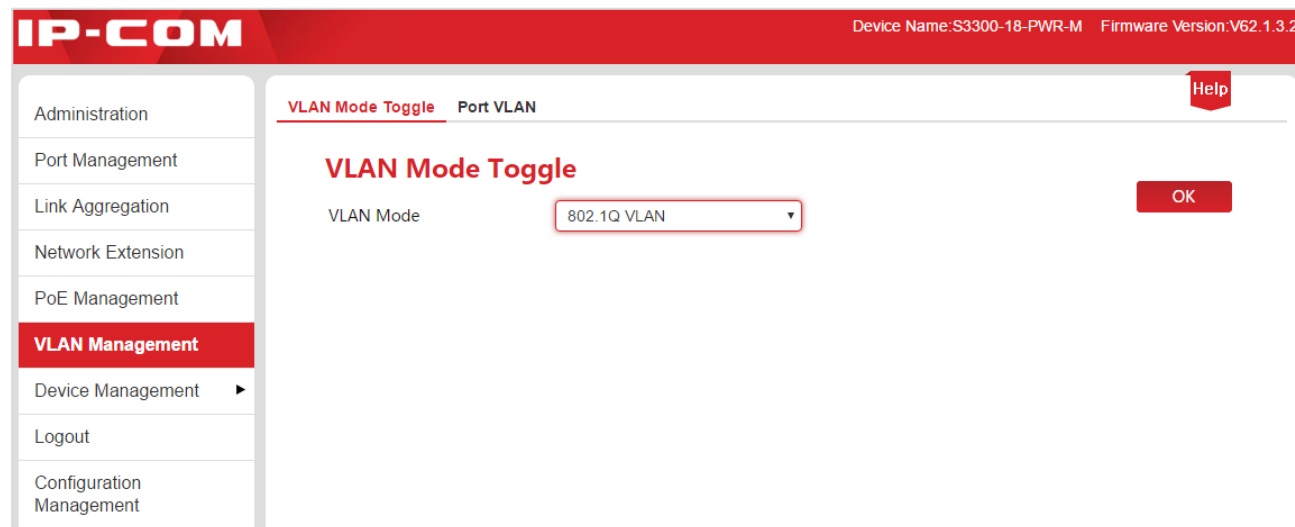 IP-COM
Device Name:S3300-18-PWR-M Firmware Version:V62.1.3.2
Administration
Port Management
Link Aggregation
Network Extension
PoE Management
VLAN Management
Device Management
Logout
Configuration
Management
VLAN Mode Toggle Port VLAN
Help
VLAN Mode Toggle
VLAN Mode 802.1Q VLAN
OK